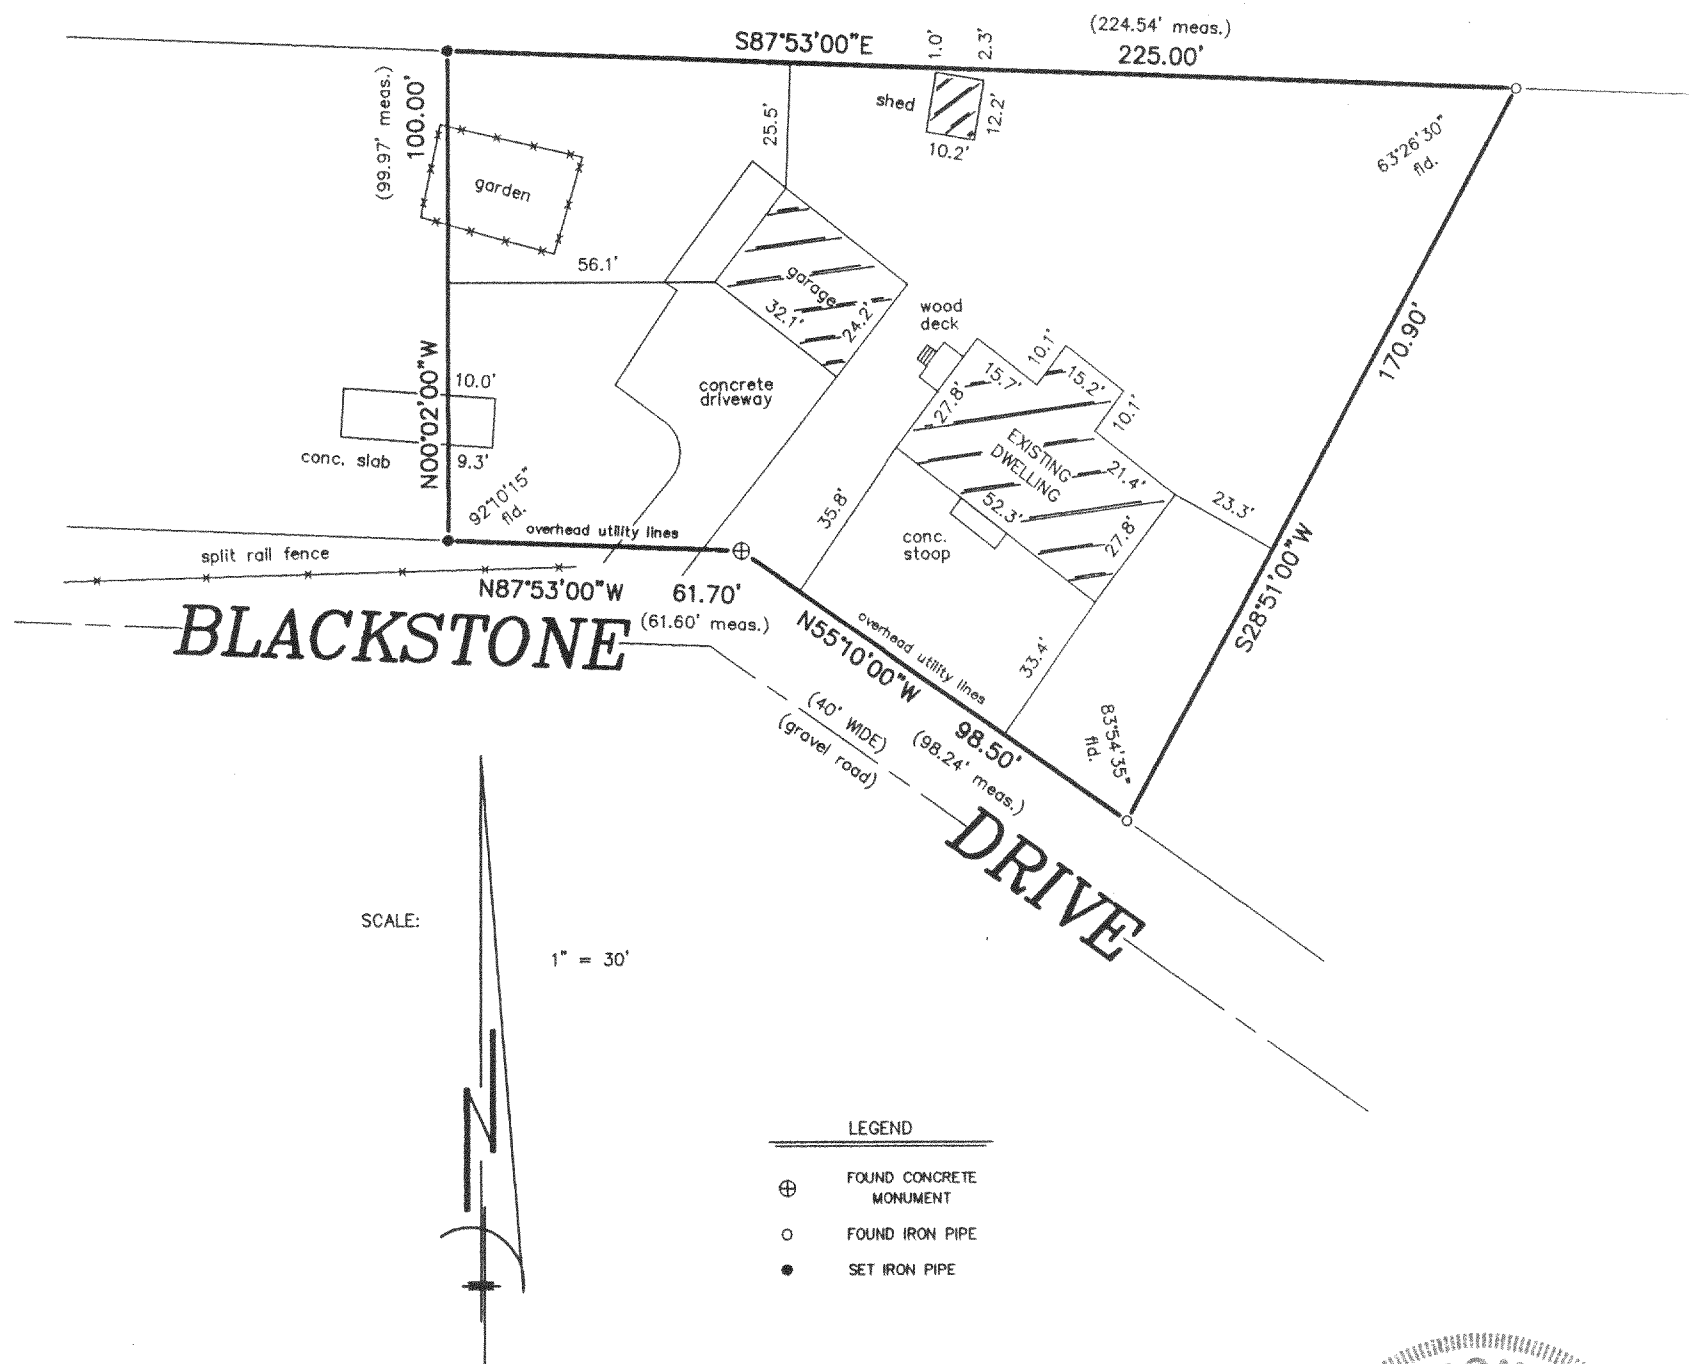 (224.54' meas.)
S87°53'00"E
1.0'
2.3'
225.00'
(99.97' meas.)
100.00'
25.5'
shed
12.2'
10.2'
63°26'30"
fld.
garden
56.1'
garage
32.1'
24.2'
wood
deck
10.1'
15.7'
15.2'
170.90'
N00°02'00"W
10.0'
concrete
driveway
27.8'
10.1'
EXISTING
DWELLING
21.4'
conc. slab
9.3'
92°10'15"
fld.
35.8'
52.3'
23.3'
conc.
stoop
27.8'
overhead utility lines
split rail fence
N87°53'00"W
61.70'
(61.60' meas.)
S28°51'00"W
BLACKSTONE
overhead utility lines
N55°10'00"W
33.4'
(40' WIDE)
(gravel road)
98.50'
(98.24' meas.)
83°54'35"
fld.
DRIVE
SCALE:
1" = 30'
N
LEGEND
FOUND CONCRETE
MONUMENT
FOUND IRON PIPE
SET IRON PIPE